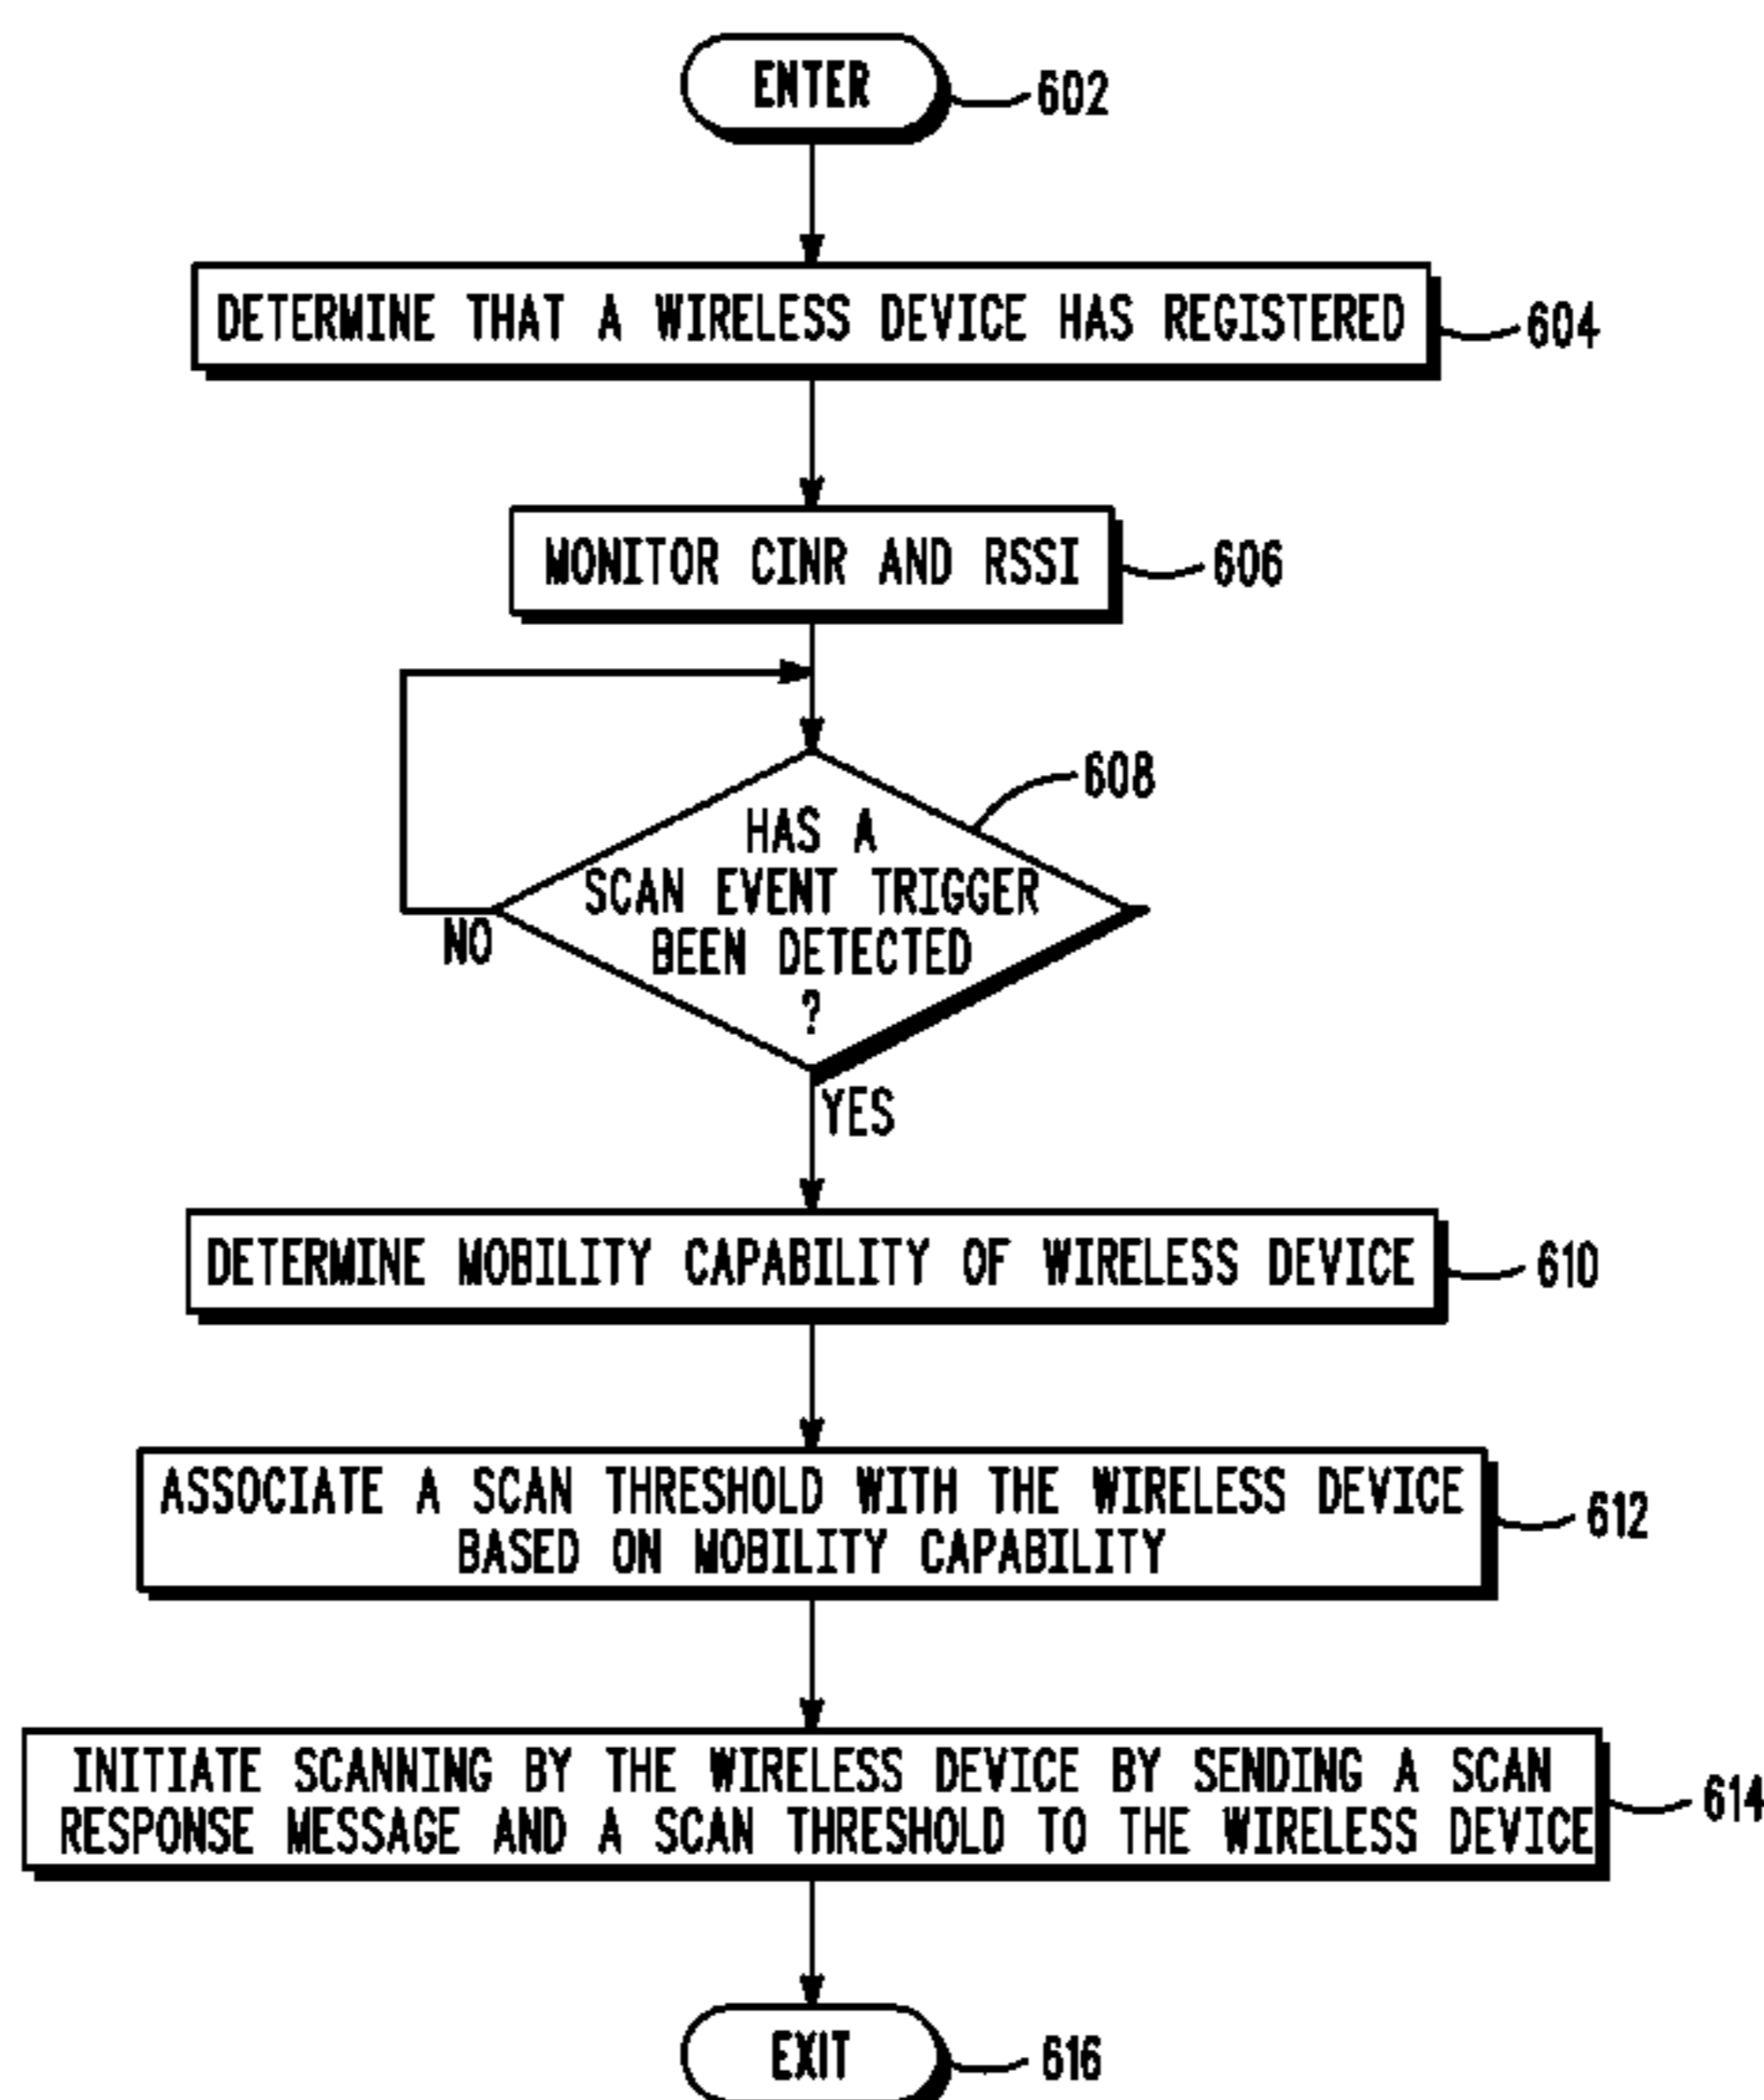 ENTER
602
DETERMINE THAT A WIRELESS DEVICE HAS REGISTERED
604
MONITOR CINR AND RSSI
606
608
HAS A
SCAN EVENT TRIGGER
BEEN DETECTED
?
NO
YES
DETERMINE MOBILITY CAPABILITY OF WIRELESS DEVICE
610
ASSOCIATE A SCAN THRESHOLD WITH THE WIRELESS DEVICE
BASED ON MOBILITY CAPABILITY
612
INITIATE SCANNING BY THE WIRELESS DEVICE BY SENDING A SCAN
RESPONSE MESSAGE AND A SCAN THRESHOLD TO THE WIRELESS DEVICE
614
EXIT
616